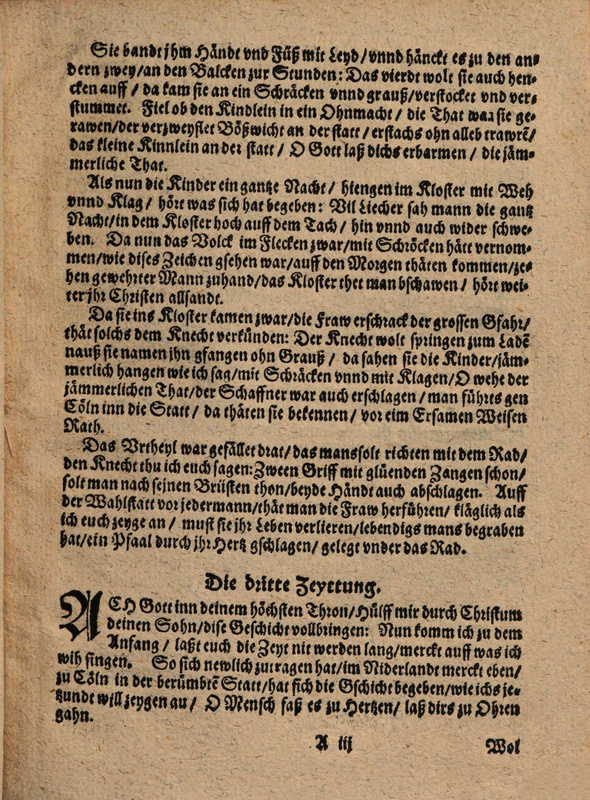 Sie bandt jhm Händt vnd Füß mit Leyd/vnnd hänckt es zu den an⸗
dern zwey/an den Balcken zur Stunden: Das vierdt wolt sie auch hen⸗
cken auff/ da kam sie an ein Schräcken vnnd grauß/verstocket vnd ver⸗
stummet. Fiel ob den Kindlein in ein Ohnmacht/ die That war sie ge⸗
rawen/der verzweyflet Bößwicht an der statt/ erstachs ohn alleb trawrẽ/
das kleine Kinnlein an der statt/ O Gott laß dichs erbarmen/ die jäm⸗
merliche That.
Als nun die Kinder ein gantze Nacht/ hiengen im Kloster mit Weh
vnnd Klag/ hört was sich hat begeben: Vil Liecher sah mann die gantz
Nacht/in dem Kloster hoch auff dem Tach/ hin vnnd auch wider schwe⸗
ben. Da nun das Volck im Flecken zwar/mit Schröcken hätt vernom⸗
men/wie dises Zeichen gsehen war/auff den Morgen thäten kommen/ze⸗
hen gewehrter Mann zuhand/das Kloster thet man bschawen/ hört wei⸗
ter jhr Christen allsandt.
Da sie ins Kloster kamen zwar/die Fraw erschrack der grossen Gfahr/
thät solchs dem Knecht verkünden: Der Knecht wolt springen zum Ladẽ
nauß sie namen jhn gfangen ohn Grauß/ da sahen sie die Kinder/jäm⸗
merlich hangen wie ich sag/mit Schräcken vnnd mit Klagen/O wehe der
jämmerlichen That/der Schaffner war auch erschlagen/ man führts gen
Cöln inn die Statt/ da thäten sie bekennen/ vor eim Ersamen Weisen
Rath.
Das Vrtheyl war gefället drat/das mans solt richten mit dem Rad/
den Knecht thu ich euch sagen: Zween Griff mit glüenden Zangen schon/
solt man nach seinen Brüsten thon/beyde Händt auch abschlagen. Auff
der Wahlstatt vor jedermann/thät man die Fraw herführen/ kläglich als
ich euch zeyge an/ must sie jhr Leben verlieren/lebendigs mans begraben
hat/ein Pfaal durch jhr Hertz gschlagen/ gelegt vnder das Rad.
Die dritte Zeyttung.
ACH Gott inn deinem höchsten Thron/Hülff mir durch Christum
deinen Sohn/dise Geschicht vollbringen: Nun komm ich zu dem
Anfang/ laßt euch die Zeyt nit werden lang/merckt auff was ich
wih singen. So sich newlich zutragen hat/im Niderlandt merckt eben/
zu Cöln in der berümbtẽ Statt/hat sich die Gschicht begeben/wie ichs je⸗
tzundt will zeygen an/ O Mensch faß es zu Hertzen/ laß dirs zu Ohren
gahn.
A iij
Wol